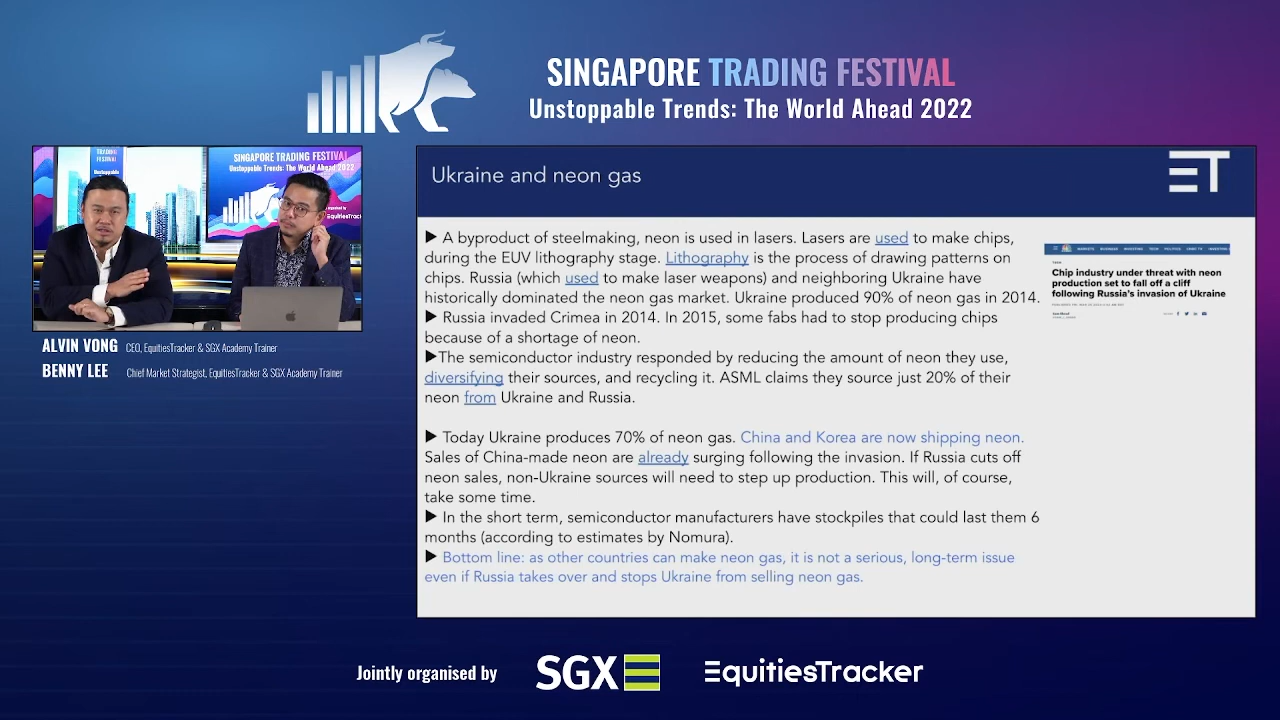 SINGAPORE TRADING FESTIVAL
Unstoppable Trends: The World Ahead 2022
TRADING
FESTIVAL
Unstoppable
SINGAPORE TRADING FESTIVAL
Unstoppable Trends: The World Ahead 2022
EquitiesTracker
ALVIN VONG CEO, EquitiesTracker & SGX Academy Trainer
BENNY LEE Chief Market Strategist, EquitiesTracker & SGX Academy Trainer
Ukraine and neon gas
ET
▶ A byproduct of steelmaking, neon is used in lasers. Lasers are used to make chips,
during the EUV lithography stage. Lithography is the process of drawing patterns on
chips. Russia (which used to make laser weapons) and neighboring Ukraine have
historically dominated the neon gas market. Ukraine produced 90% of neon gas in 2014.
▶ Russia invaded Crimea in 2014. In 2015, some fabs had to stop producing chips
because of a shortage of neon.
▶The semiconductor industry responded by reducing the amount of neon they use,
diversifying their sources, and recycling it. ASML claims they source just 20% of their
neon from Ukraine and Russia.
▶ Today Ukraine produces 70% of neon gas. China and Korea are now shipping neon.
Sales of China-made neon are already surging following the invasion. If Russia cuts off
neon sales, non-Ukraine sources will need to step up production. This will, of course,
take some time.
▶ In the short term, semiconductor manufacturers have stockpiles that could last them 6
months (according to estimates by Nomura).
▶ Bottom line: as other countries can make neon gas, it is not a serious, long-term issue
even if Russia takes over and stops Ukraine from selling neon gas.
MARKETS BUSINESS INVESTING TECH POLITICS CNBC TV
Chip industry under threat with neon
production set to fall off a cliff
following Russia's invasion of Ukraine
Jointly organised by SGX EquitiesTracker